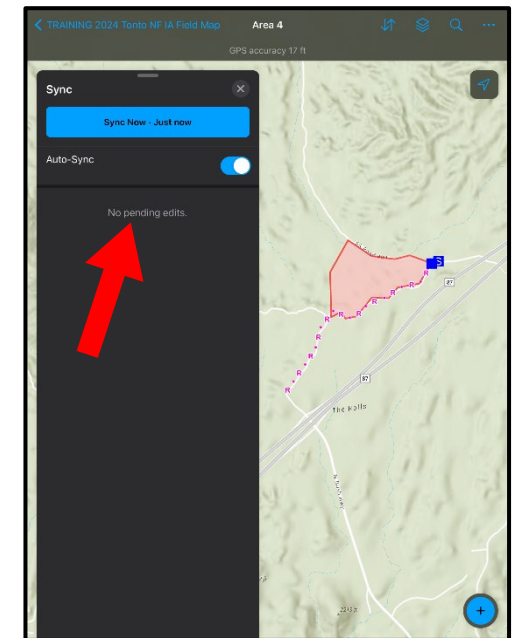 TRAINING 2024 Tonto NF IA Field Map
Area 4
GPS accuracy 17 ft
Sync
Sync Now - Just now
Auto-Sync
No pending edits.
S
R
87
R
R
R
R
R
R
R
R
R
87
The Rolls